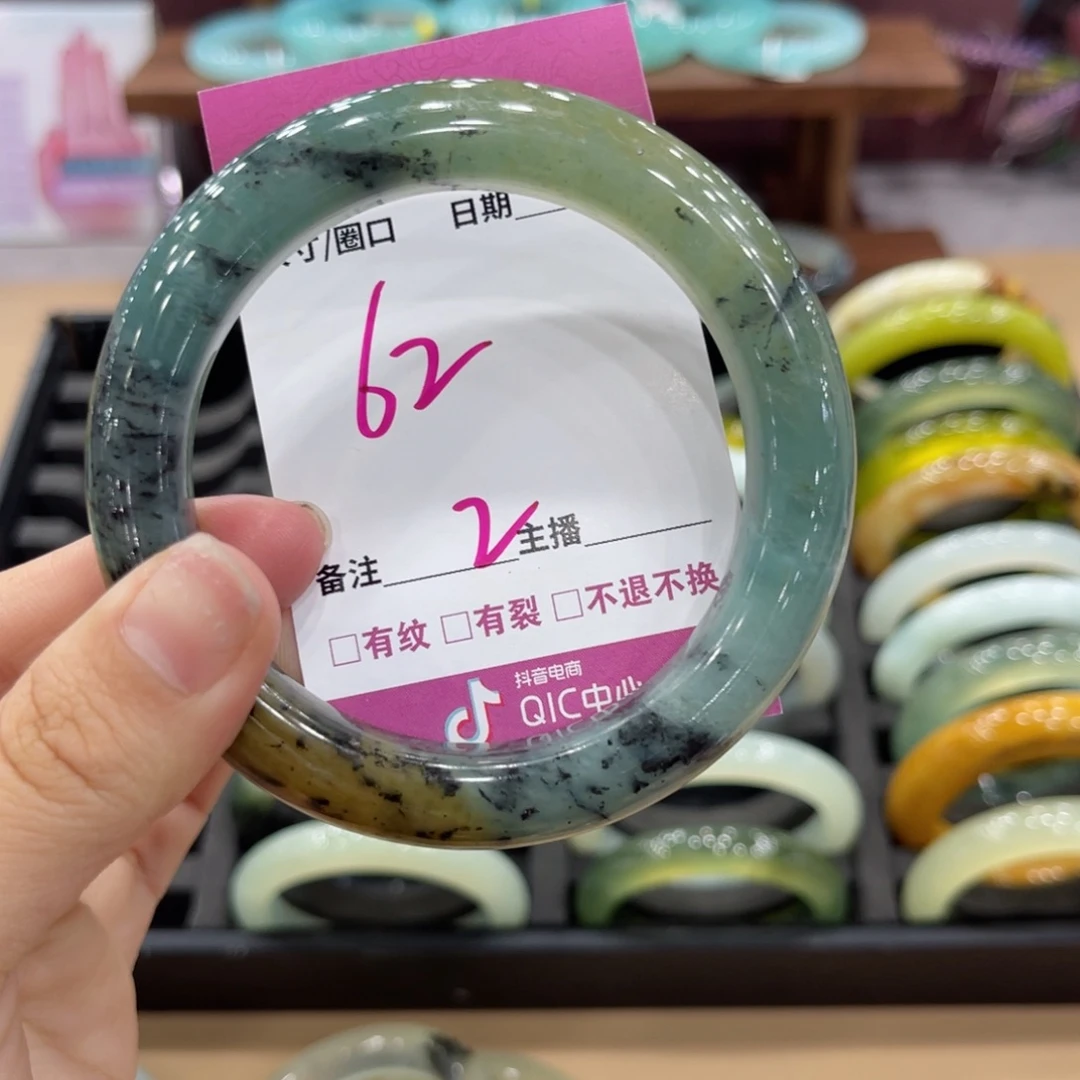 寸/圈口 日期
62
2
备注 主播
□有纹 □有裂 □不退不换
抖音电商
QIC中心